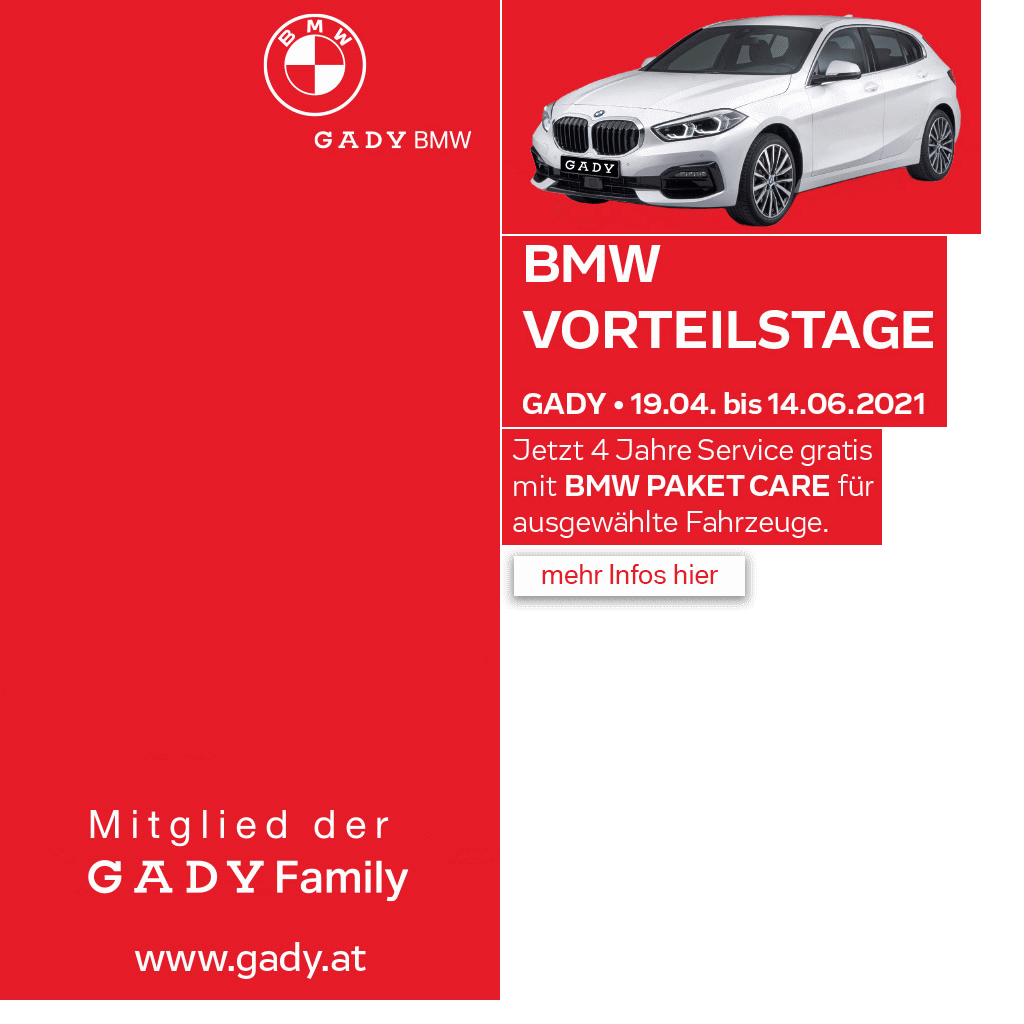 BMW
GADY BMW
GADY
BMW
VORTEILSTAGE
GADY • 19.04. bis 14.06.2021
Jetzt 4 Jahre Service gratis
mit BMW PAKET CARE für
ausgewählte Fahrzeuge.
mehr Infos hier
Mitglied der
GADY Family
www.gady.at